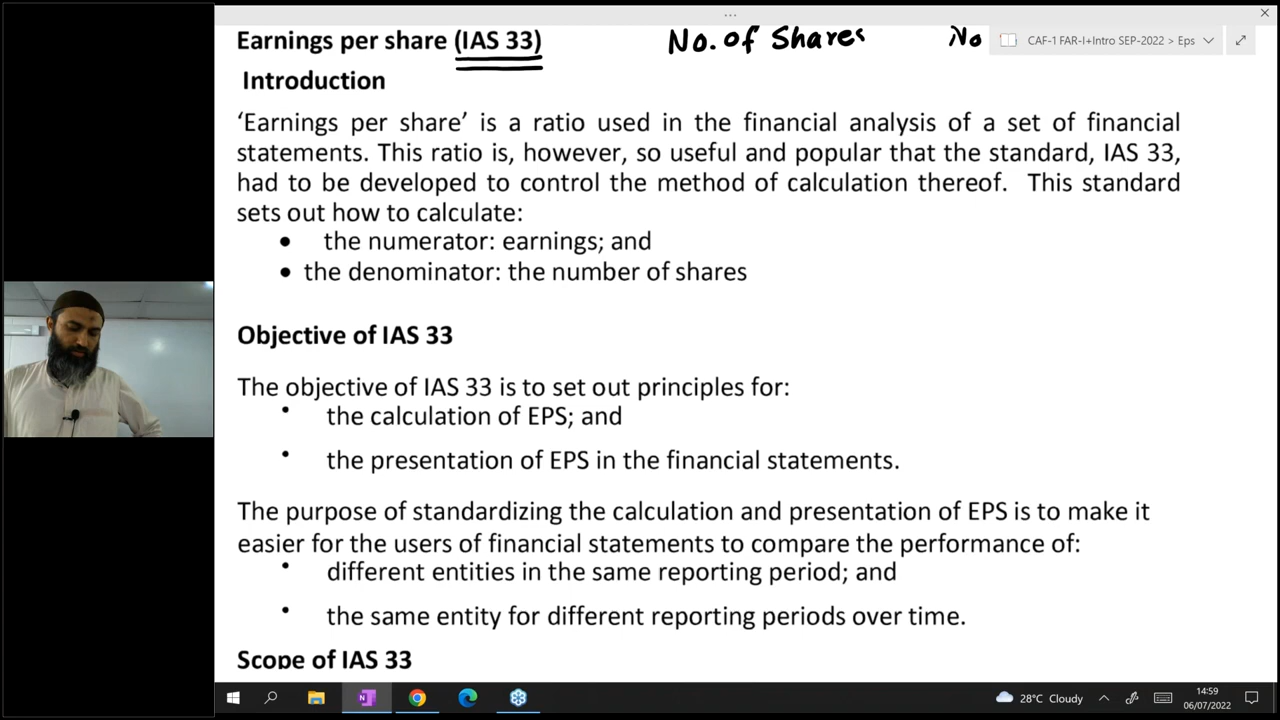 Earnings per share (IAS 33)
No. of Shares
No
CAF-1 FAR-I+Intro SEP-2022 > Eps
Introduction
‘Earnings per share’ is a ratio used in the financial analysis of a set of financial
statements. This ratio is, however, so useful and popular that the standard, IAS 33,
had to be developed to control the method of calculation thereof. This standard
sets out how to calculate:
• the numerator: earnings; and
• the denominator: the number of shares
Objective of IAS 33
The objective of IAS 33 is to set out principles for:
• the calculation of EPS; and
• the presentation of EPS in the financial statements.
The purpose of standardizing the calculation and presentation of EPS is to make it
easier for the users of financial statements to compare the performance of:
• different entities in the same reporting period; and
• the same entity for different reporting periods over time.
Scope of IAS 33
28°C Cloudy
14:59
06/07/2022